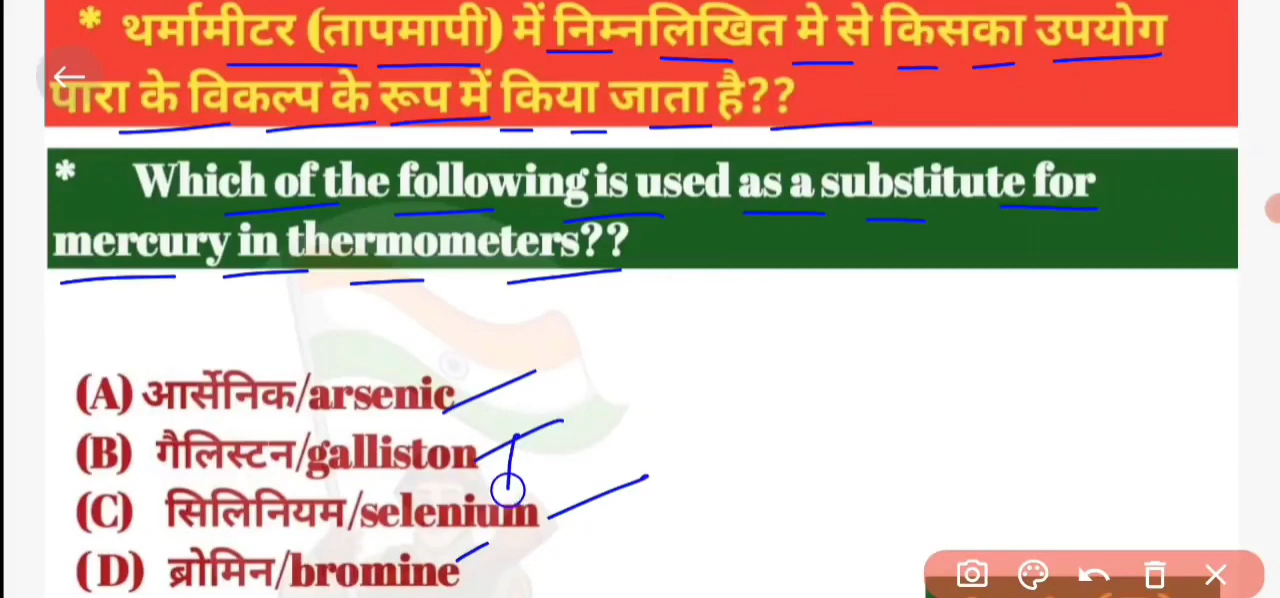 * थर्मामीटर (तापमापी) में निम्नलिखित मे से किसका उपयोग
पारा के विकल्प के रूप में किया जाता है??
* Which of the following is used as a substitute for
mercury in thermometers??
(A) आर्सेनिक/arsenic
(B) गैलिस्टन/galliston
(C) सिलिनियम/selenium
(D) ब्रोमिन/bromine